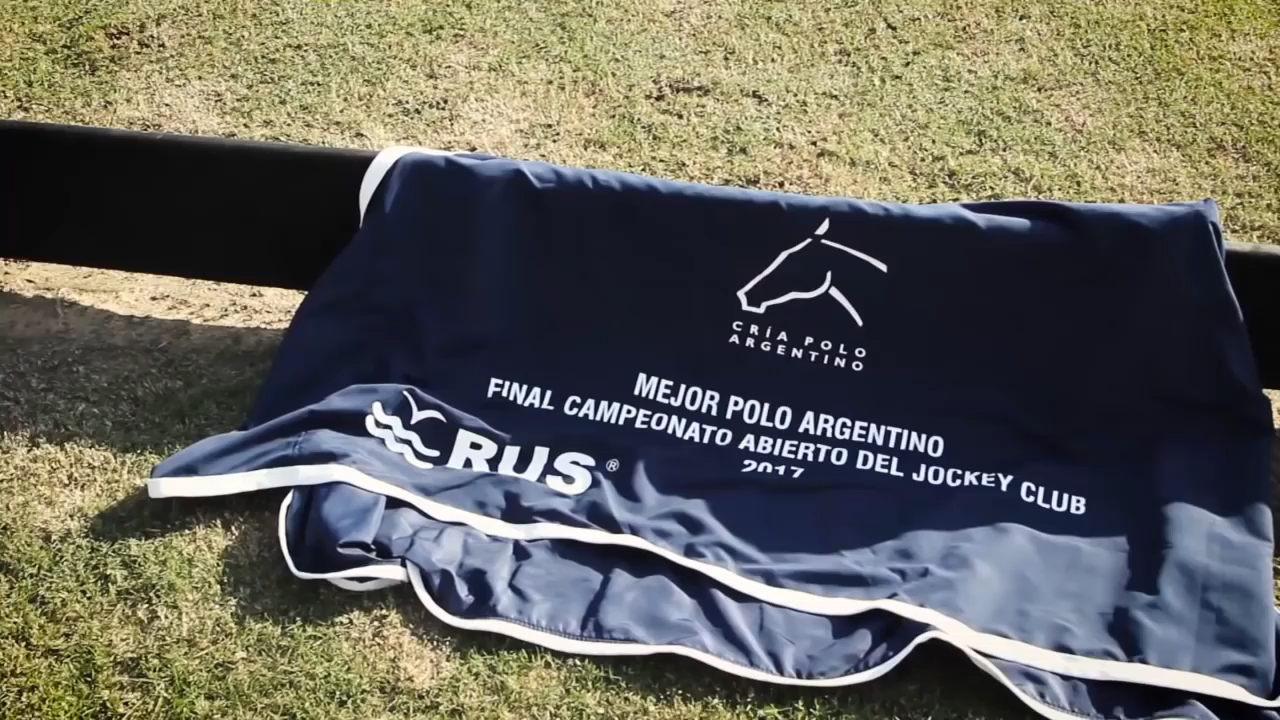 CRÍA POLO
ARGENTINO
MEJOR POLO ARGENTINO
FINAL CAMPEONATO ABIERTO DEL JOCKEY CLUB
2017
RUS®